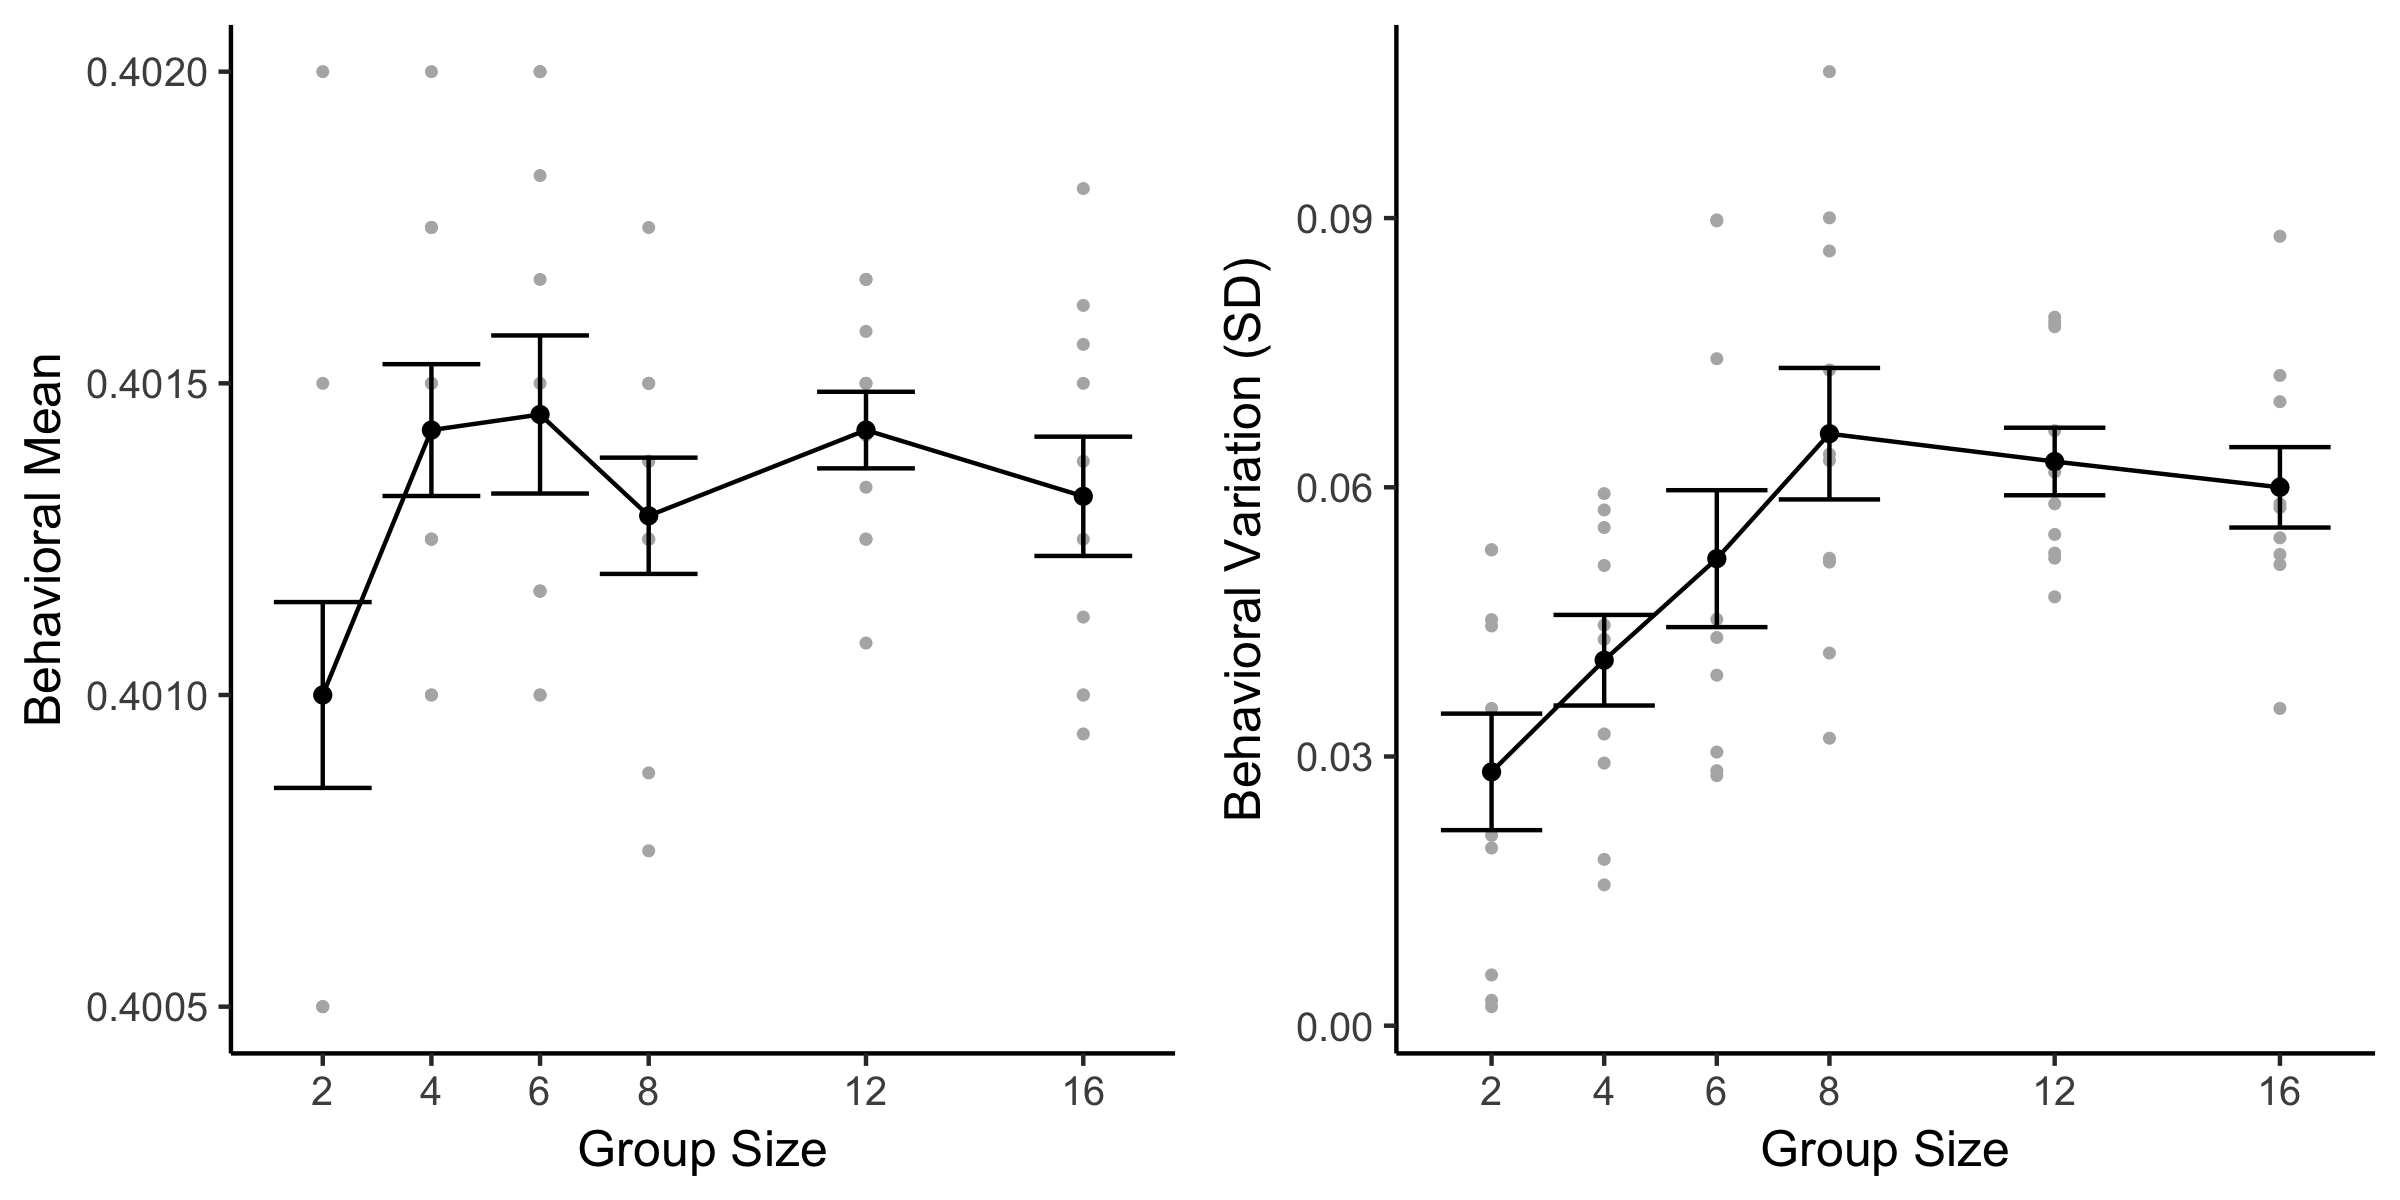 Behavioral Mean
0.4020
0.4015
0.4010
0.4005
2 4 6 8 12 16
Group Size
Behavioral Variation (SD)
0.09
0.06
0.03
0.00
2 4 6 8 12 16
Group Size